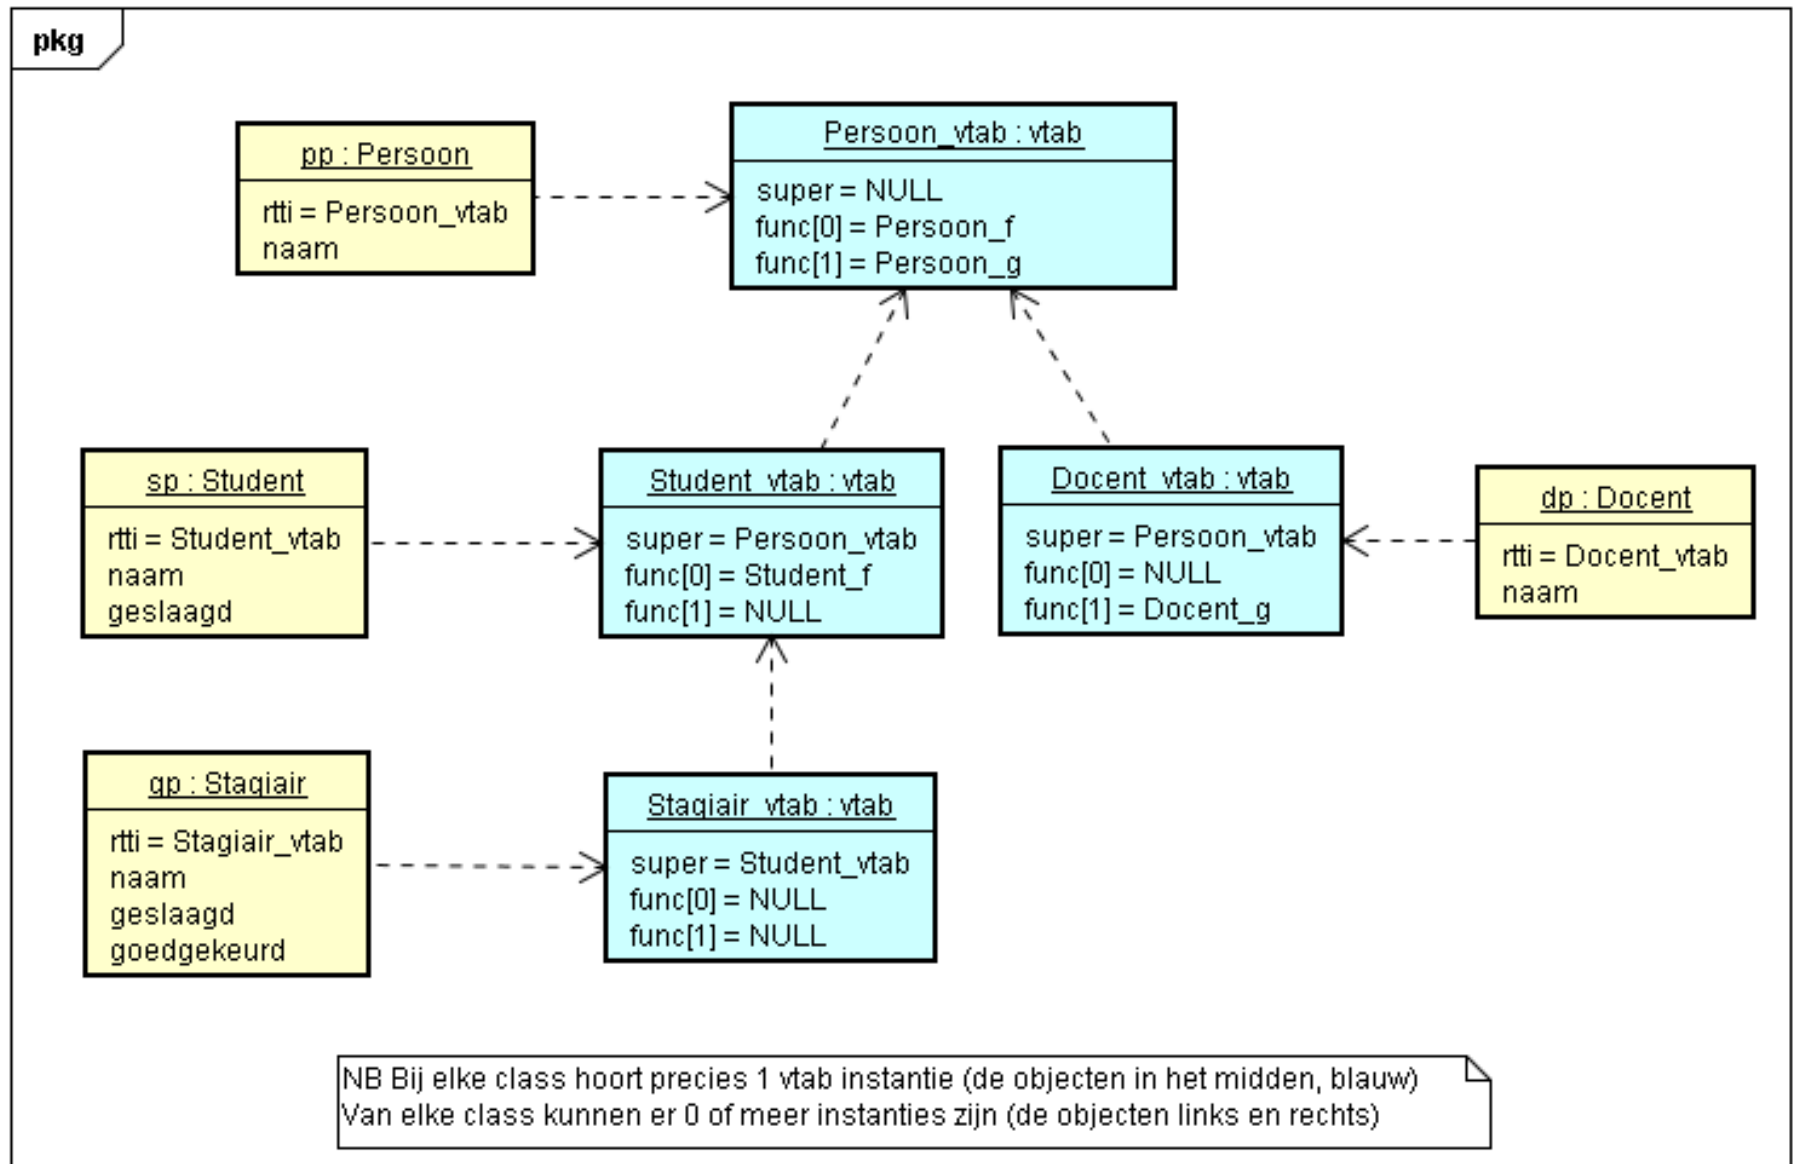 pkg
pp : Persoon
rtti = Persoon_vtab
naam
Persoon_vtab : vtab
super = NULL
func[0] = Persoon_f
func[1] = Persoon_g
sp : Student
rtti = Student_vtab
naam
geslaagd
Student_vtab : vtab
super = Persoon_vtab
func[0] = Student_f
func[1] = NULL
Docent_vtab : vtab
super = Persoon_vtab
func[0] = NULL
func[1] = Docent_g
dp : Docent
rtti = Docent_vtab
naam
gp : Stagiair
rtti = Stagiair_vtab
naam
geslaagd
goedgekeurd
Stagiair_vtab : vtab
super = Student_vtab
func[0] = NULL
func[1] = NULL
NB Bij elke class hoort precies 1 vtab instantie (de objecten in het midden, blauw)
Van elke class kunnen er 0 of meer instanties zijn (de objecten links en rechts)